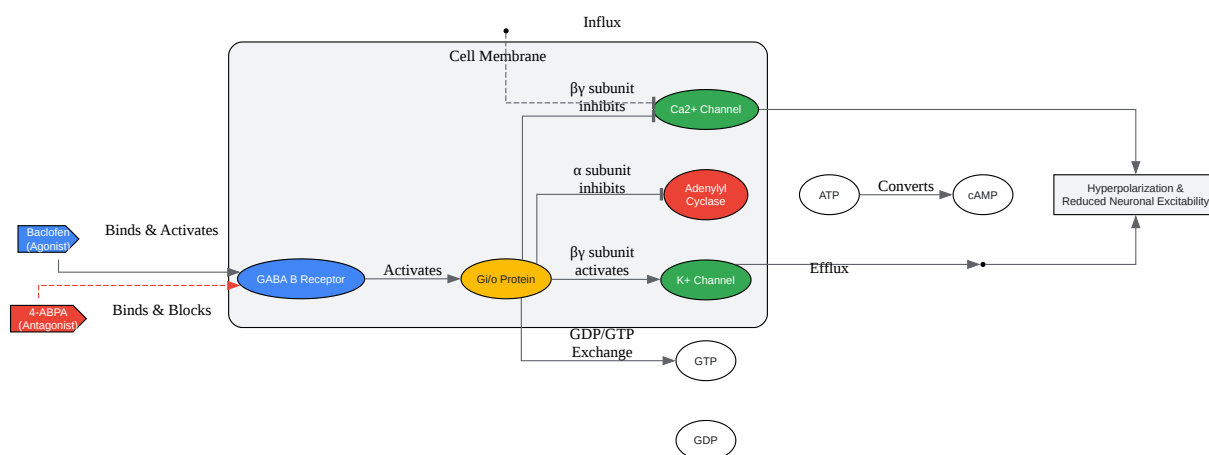 Influx
Cell Membrane
βγ subunit
inhibits
Ca2+ Channel
α subunit
inhibits
Adenylyl
Cyclase
ATP
Converts
cAMP
Hyperpolarization &
Reduced Neuronal Excitability
Baclofen
(Agonist)
Binds & Activates
GABA B Receptor
Activates
Gi/o Protein
βγ subunit
activates
K+ Channel
Efflux
4-ABPA
(Antagonist)
Binds & Blocks
GDP/GTP
Exchange
GTP
GDP